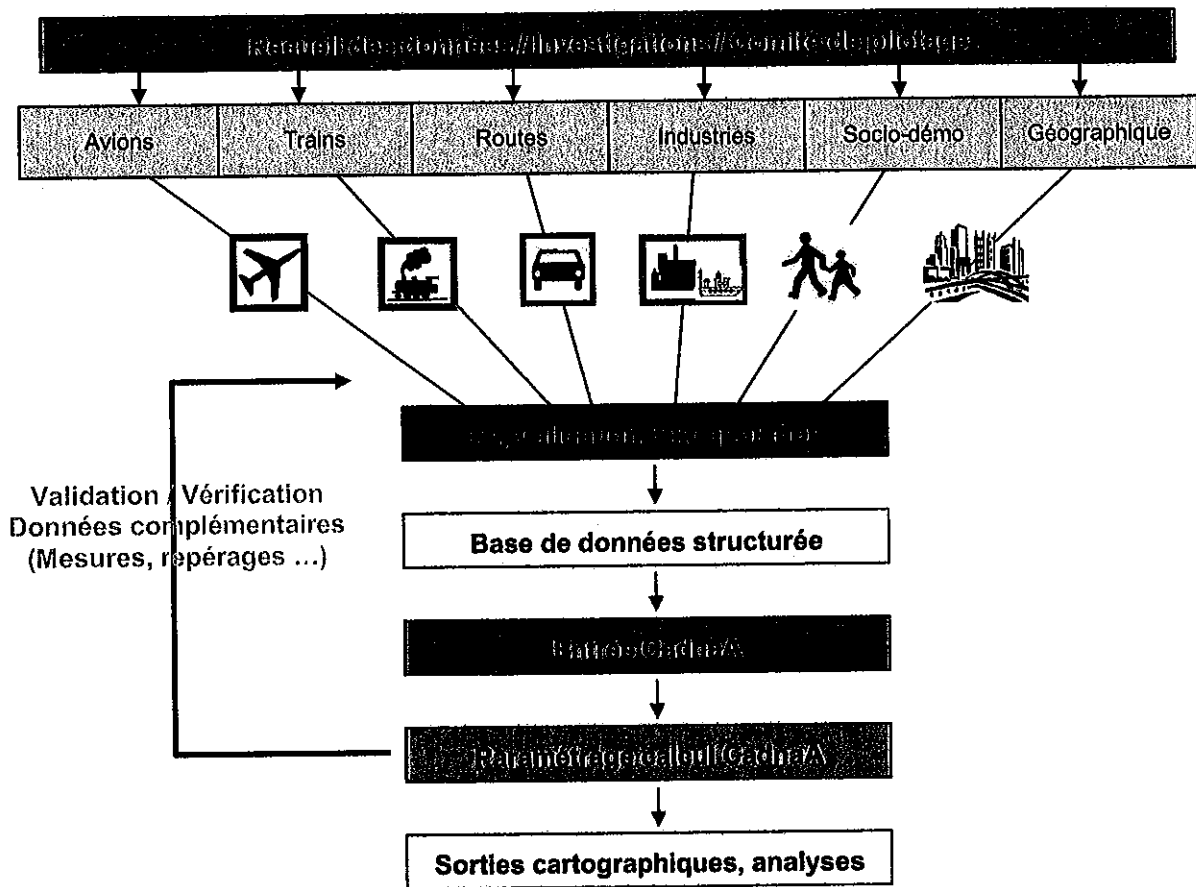 Recueil des données // Investigations // Comité de pilotage
Avions
Trains
Routes
Industries
Socio-démo
Géographique
Validation / Vérification
Données complémentaires
(Mesures, repérages ...)
Base de données structurée
Entrée CadnaA
Paramétrage calcul CadnaA
Sorties cartographiques, analyses